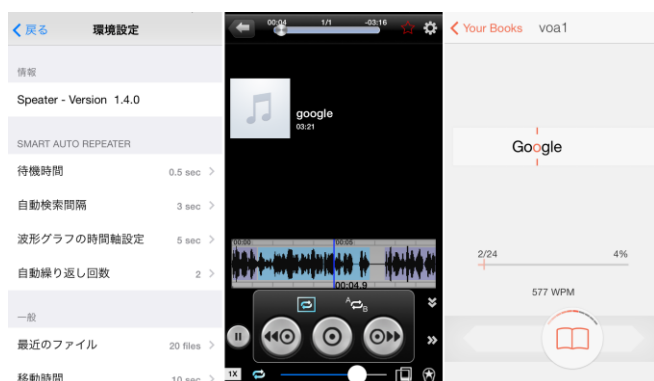 戻る 環境設定
情報
Speater - Version 1.4.0
SMART AUTO REPEATER
待機時間 0.5 sec
自動検索間隔 3 sec
波形グラフの時間軸設定 5 sec
自動繰り返し回数 2
一般
最近のファイル 20 files
移動時間 10 sec
00:04 1/1 -03:16
google
03:21
00:00 00:05
00:04.9
A B
1X
Your Books voa1
Google
2/24 4%
577 WPM